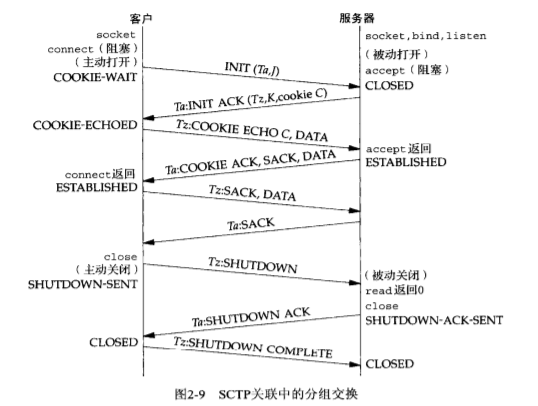 客户
服务器
socket
connect（阻塞）
（主动打开）
COOKIE-WAIT
socket,bind,listen
（被动打开）
accept（阻塞）
CLOSED
INIT (Ta,J)
Ta:INIT ACK (Tz,K,cookie C)
COOKIE-ECHOED
Tz:COOKIE ECHO C, DATA
accept返回
ESTABLISHED
Ta:COOKIE ACK, SACK, DATA
connect返回
ESTABLISHED
Tz:SACK, DATA
Ta:SACK
close
（主动关闭）
SHUTDOWN-SENT
Tz:SHUTDOWN
（被动关闭）
read返回0
close
SHUTDOWN-ACK-SENT
Ta:SHUTDOWN ACK
CLOSED
Tz:SHUTDOWN COMPLETE
CLOSED
图2-9 SCTP关联中的分组交换